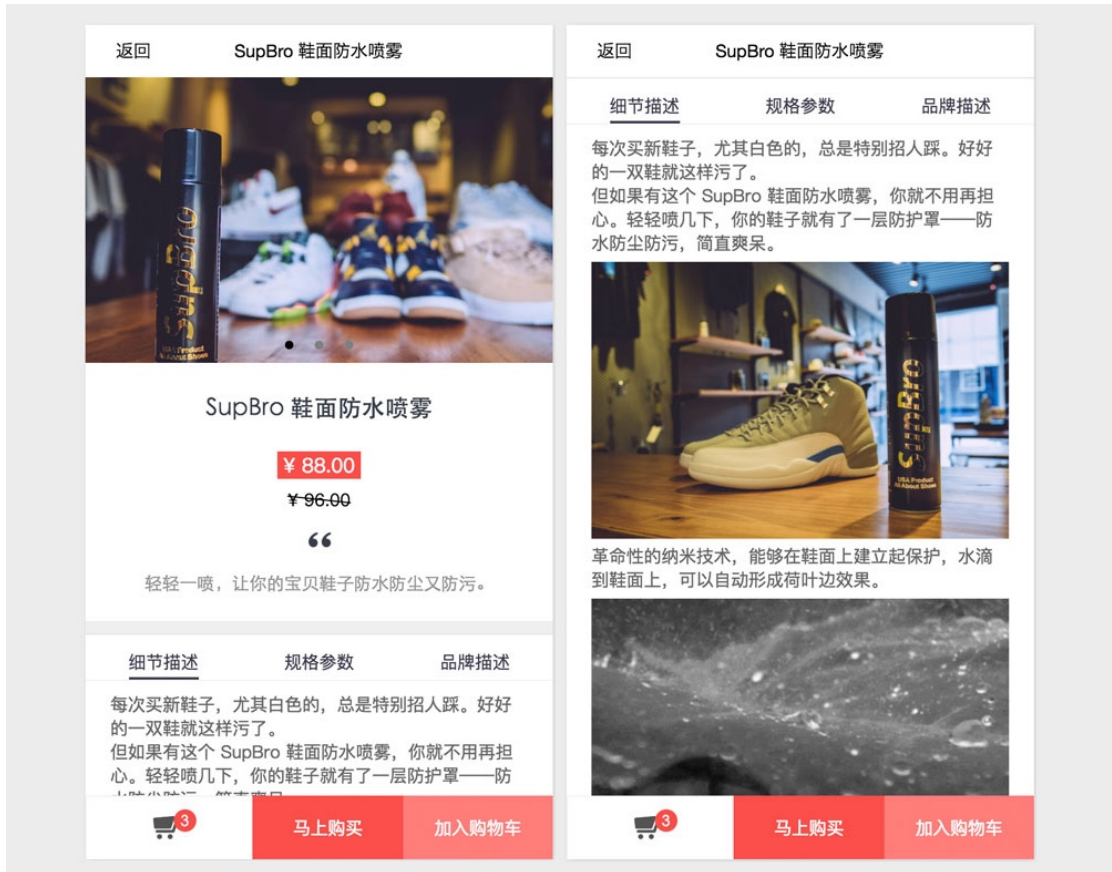 返回
SupBro 鞋面防水喷雾
SupBro
USA Product
All About Shoes
SupBro 鞋面防水喷雾
¥ 88.00
¥ 96.00
“
轻轻一喷，让你的宝贝鞋子防水防尘又防污。
细节描述
规格参数
品牌描述
每次买新鞋子，尤其白色的，总是特别招人踩。好好
的一双鞋就这样污了。
但如果有这个 SupBro 鞋面防水喷雾，你就不用再担
心。轻轻喷几下，你的鞋子就有了一层防护罩——防
3
马上购买
加入购物车
返回
SupBro 鞋面防水喷雾
细节描述
规格参数
品牌描述
每次买新鞋子，尤其白色的，总是特别招人踩。好好
的一双鞋就这样污了。
但如果有这个 SupBro 鞋面防水喷雾，你就不用再担
心。轻轻喷几下，你的鞋子就有了一层防护罩——防
水防尘防污，简直爽呆。
SupBro
USA Product
All About Shoes
革命性的纳米技术，能够在鞋面上建立起保护，水滴
到鞋面上，可以自动形成荷叶边效果。
3
马上购买
加入购物车